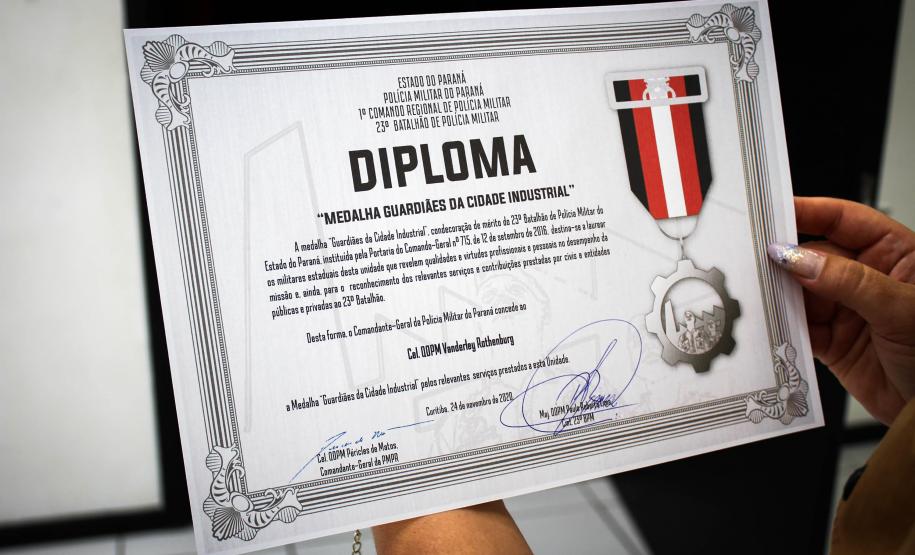 ESTADO DO PARANÁ
POLÍCIA MILITAR DO PARANÁ
1º COMANDO REGIONAL DE POLÍCIA MILITAR
23º BATALHÃO DE POLÍCIA MILITAR
DIPLOMA
“MEDALHA GUARDIÃES DA CIDADE INDUSTRIAL”
A medalha “Guardiães da Cidade Industrial”, condecoração de mérito de 23º Batalhão de Polícia Militar do
Estado do Paraná, instituída pela Portaria do Comando-Geral nº 715, de 12 de setembro de 2016, destina-se a laurear
os militares estaduais desta unidade que revelem qualidades e virtudes profissionais e pessoais no desempenho da
missão e, ainda, para o reconhecimento dos relevantes serviços e contribuições prestadas por civis e entidades
públicas e privadas ao 23º Batalhão.
Desta forma, o Comandante-Geral da Polícia Militar do Paraná concede ao
Cel. QOPM Vanderley Rothenburg
a Medalha “Guardiães da Cidade Industrial” pelos relevantes serviços prestados a esta Unidade.
Curitiba, 24 de novembro de 2020.
Cel. QOPM Péricles de Matos,
Comandante-Geral da PMPR
Maj. QOPM Paulo
Cmt. 23º BPM